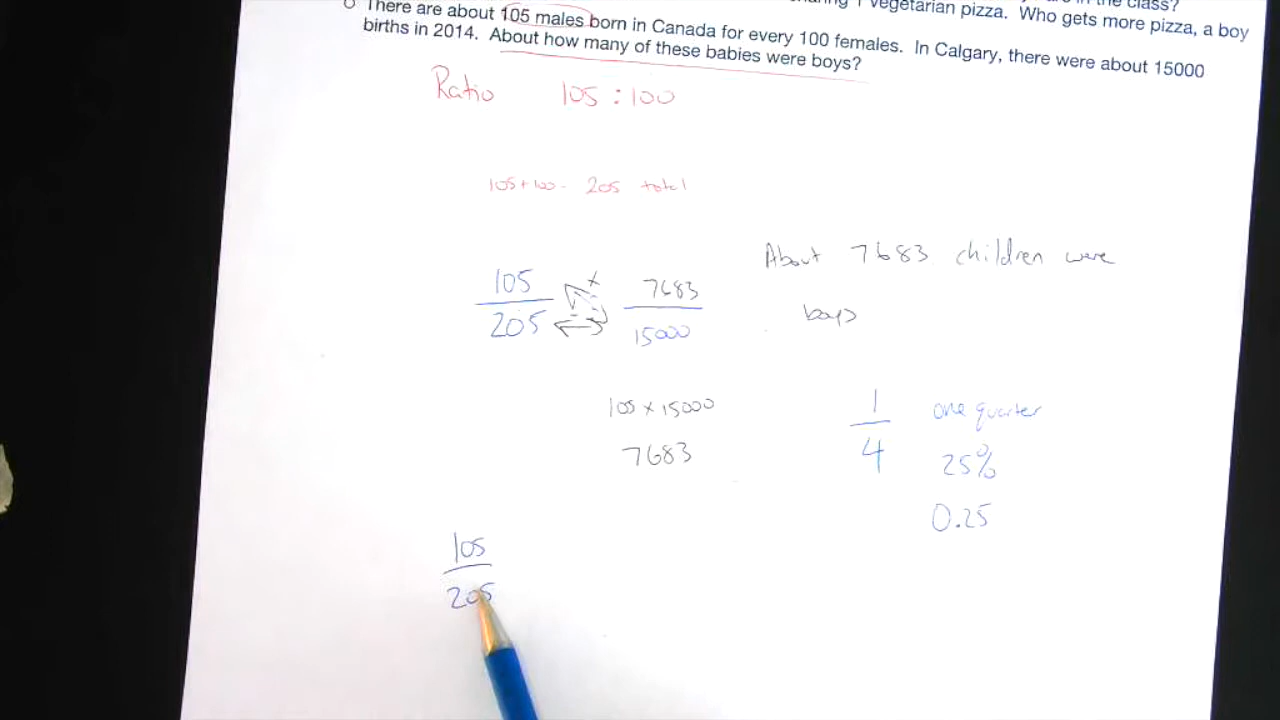 in the class?
1 vegetarian pizza. Who gets more pizza, a boy
There are about 105 males born in Canada for every 100 females. In Calgary, there were about 15000
births in 2014. About how many of these babies were boys?
Ratio 105 : 100
105+100 - 205 total
About 7683 children were
boys
105 x 7683
205 15000
105 x 15000
7683
1 one quarter
4 25%
0.25
105
205